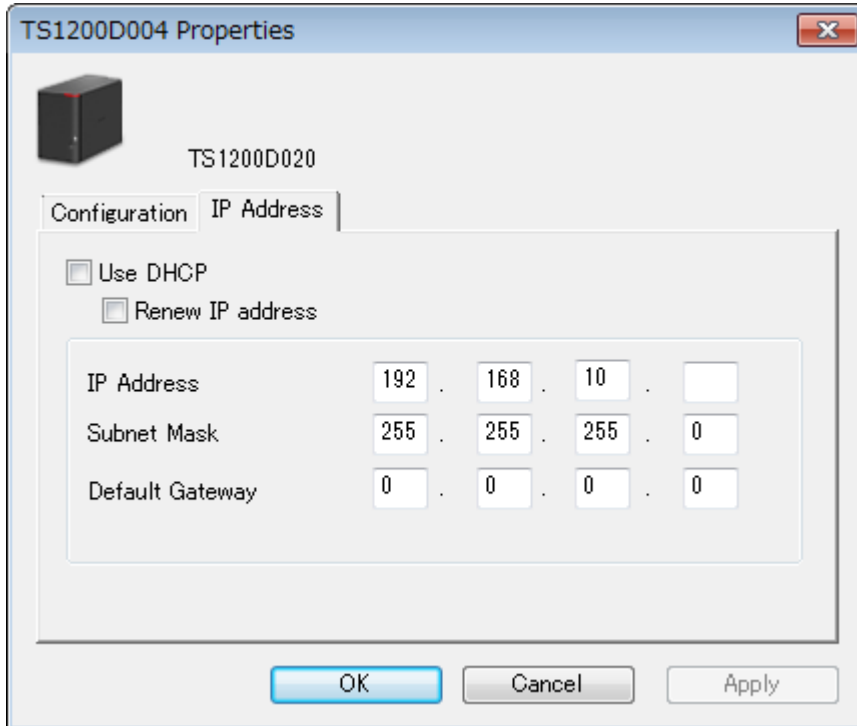 TS1200D004 Properties
TS1200D020
Configuration IP Address
Use DHCP
Renew IP address
IP Address 192 . 168 . 10 .
Subnet Mask 255 . 255 . 255 . 0
Default Gateway 0 . 0 . 0 . 0
OK Cancel Apply